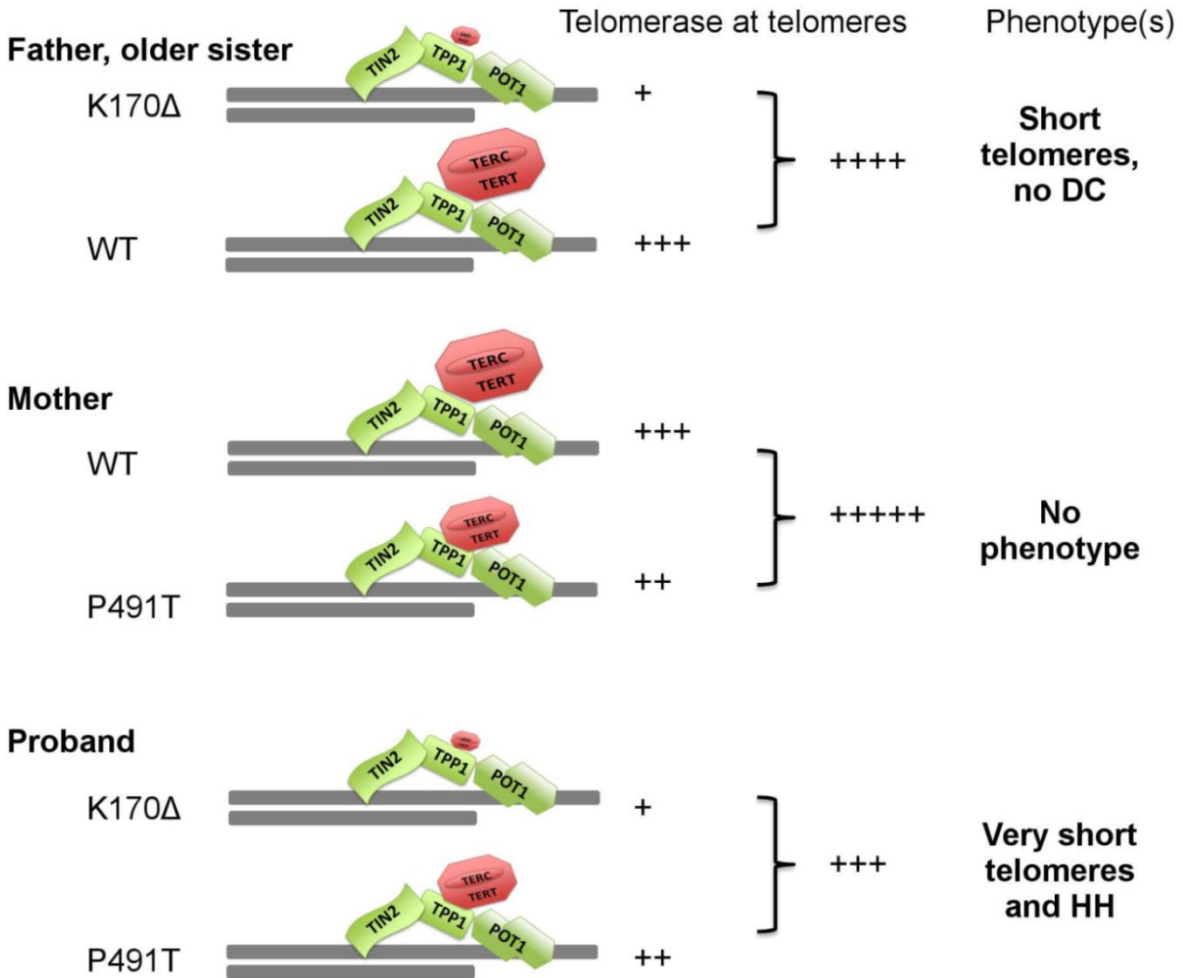 Telomerase at telomeres
Phenotype(s)
Father, older sister
TIN2
TPP1
POT1
K170Δ
+
TERC
TERT
TIN2
TPP1
POT1
WT
+++
++++
Short
telomeres,
no DC
Mother
TERC
TERT
TIN2
TPP1
POT1
WT
+++
TERC
TERT
TIN2
TPP1
POT1
P491T
++
+++++
No
phenotype
Proband
TIN2
TPP1
POT1
K170Δ
+
TERC
TERT
TIN2
TPP1
POT1
P491T
++
+++
Very short
telomeres
and HH